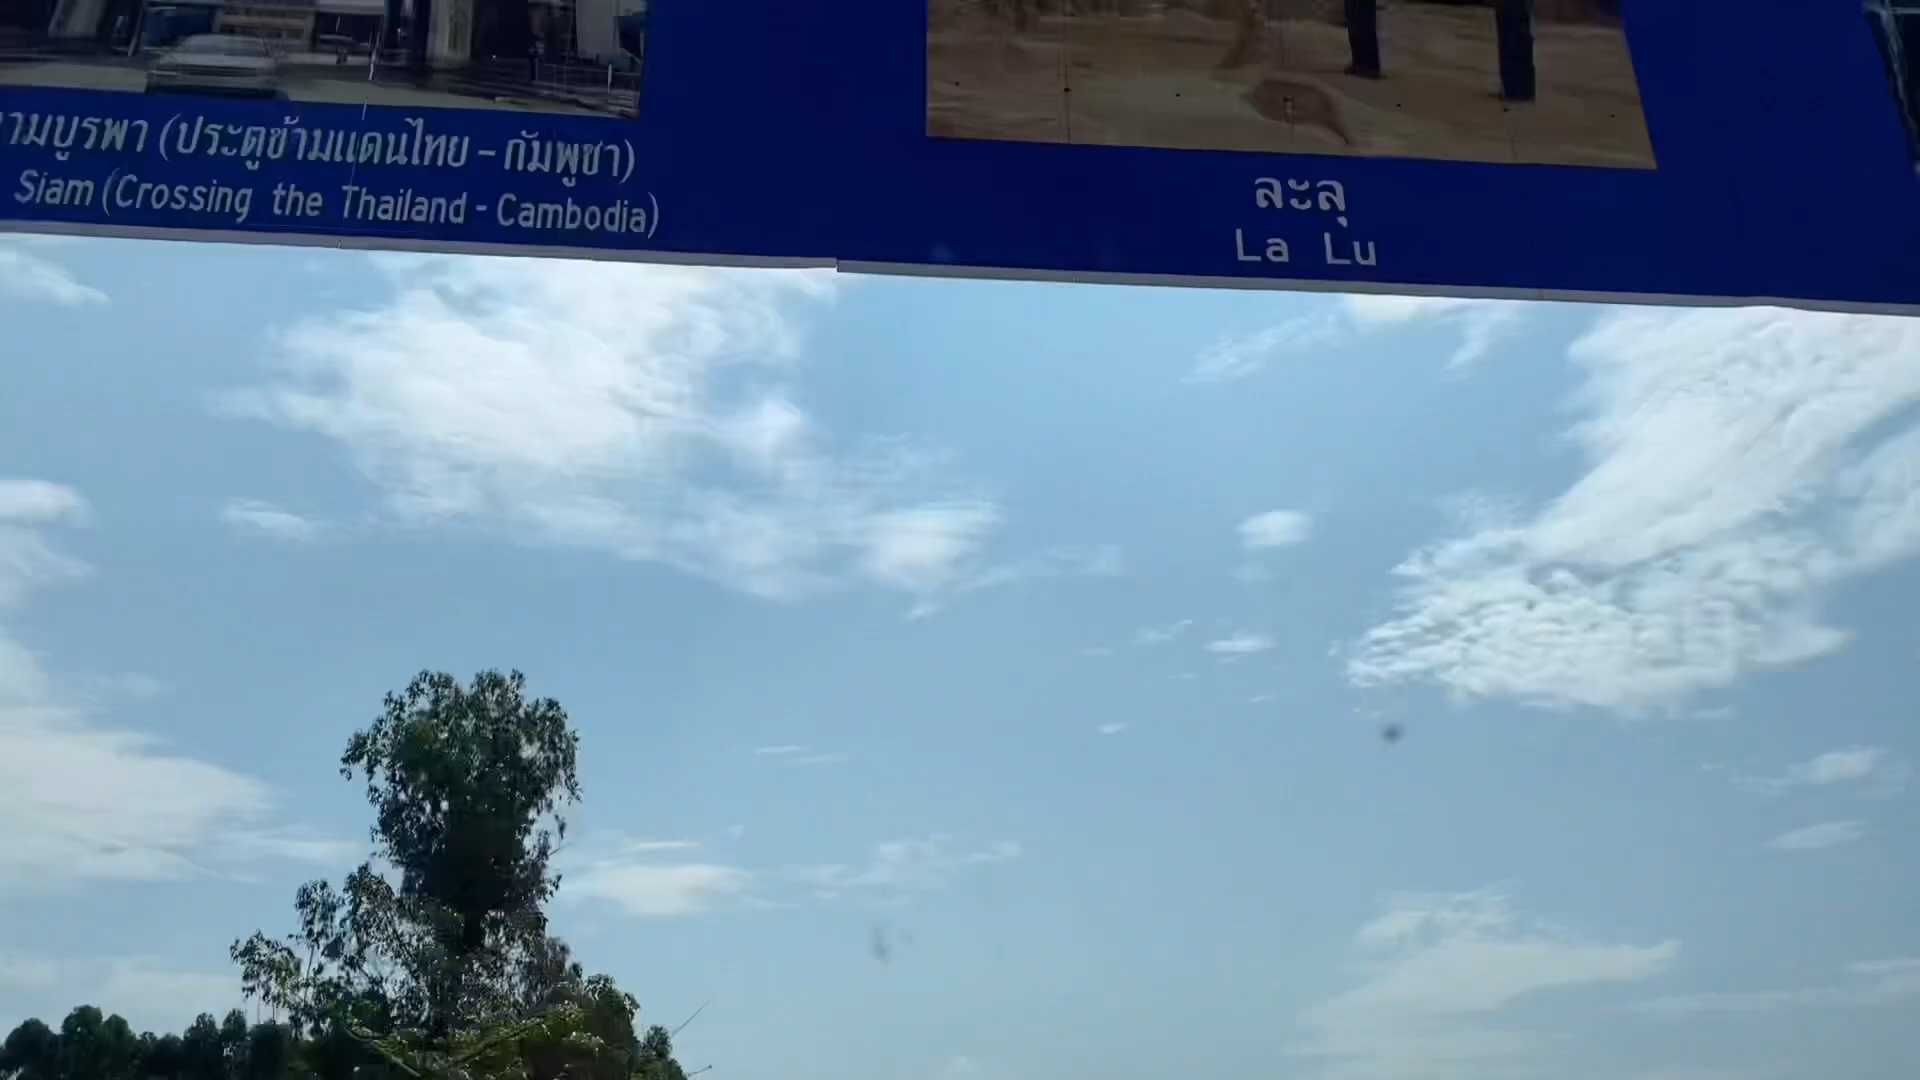 ามบูรพา (ประตูข้ามแดนไทย – กัมพูชา)
Siam (Crossing the Thailand - Cambodia)
ละลุ
La Lu